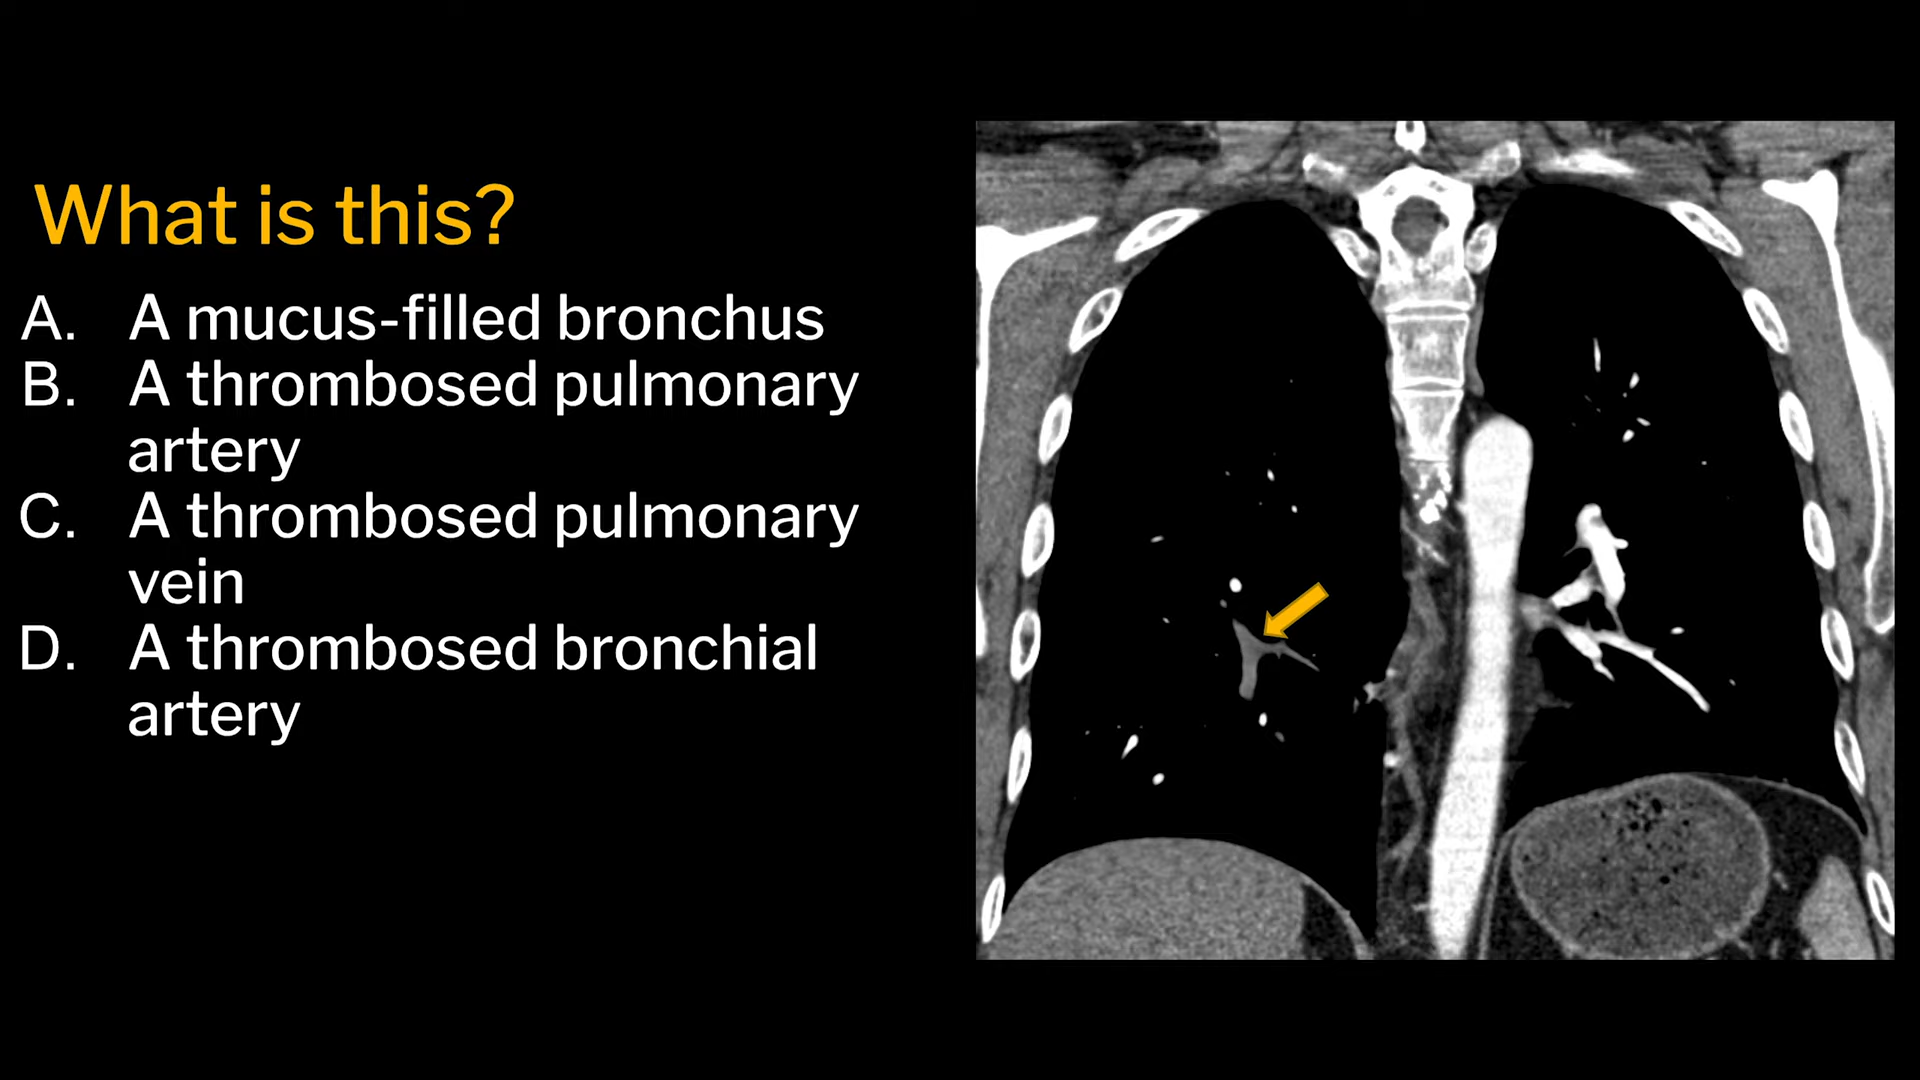 What is this?
A. A mucus-filled bronchus
B. A thrombosed pulmonary
artery
C. A thrombosed pulmonary
vein
D. A thrombosed bronchial
artery